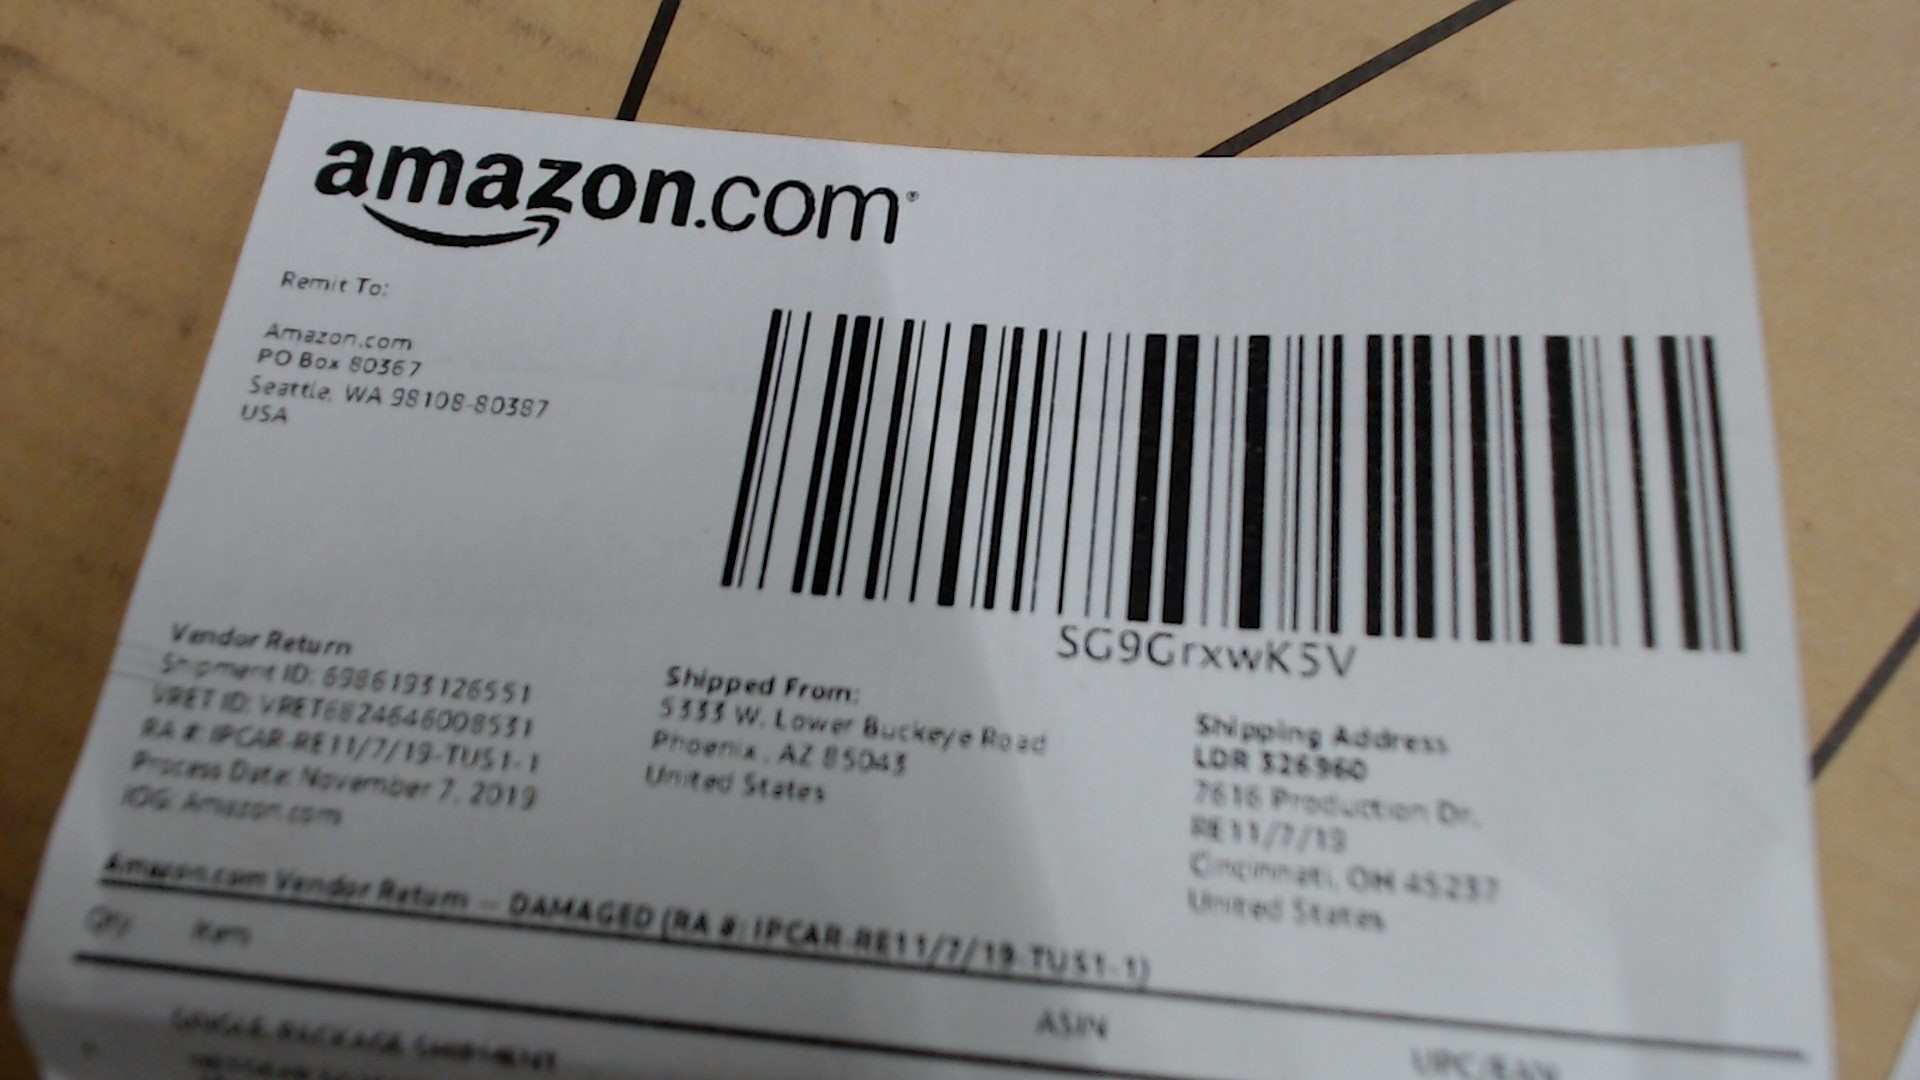 amazon.com®
Remit To:
Amazon.com
PO Box 80367
Seattle, WA 98108-80387
USA
SG9GrxwK5V
Vendor Return
Shipment ID: 6986193126551
VRET ID: VRET6824646008531
RA #: IPCAR-RE11/7/19-TUS1-1
Process Date: November 7, 2019
IOG: Amazon.com
Shipped From:
5333 W. Lower Buckeye Road
Phoenix, AZ 85043
United States
Shipping Address
LDR 326960
7616 Production Dr.
RE11/7/19
Cincinnati, OH 45237
United States
Amazon.com Vendor Return -- DAMAGED (RA #: IPCAR-RE11/7/19-TUS1-1)
Qty Item ASIN UPC/EAN
SINGLE PACKAGE SHIPMENT